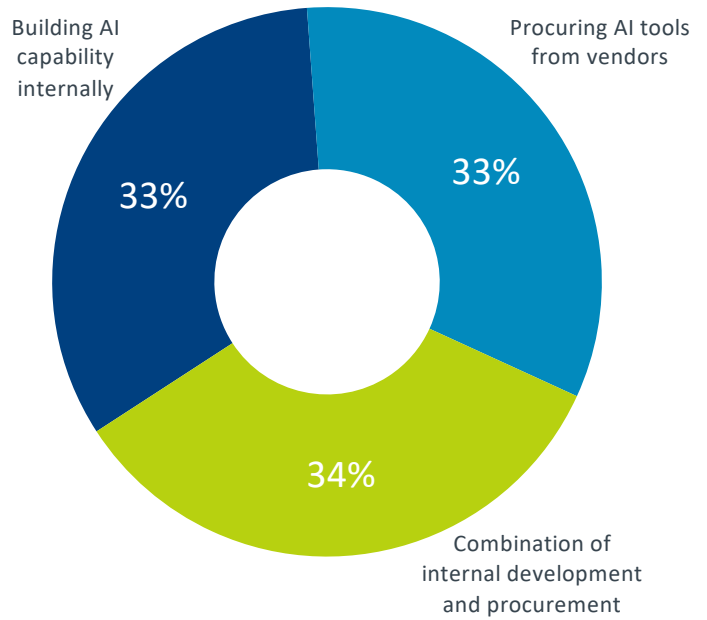 Building AI
capability
internally
Procuring AI tools
from vendors
33%
33%
34%
Combination of
internal development
and procurement